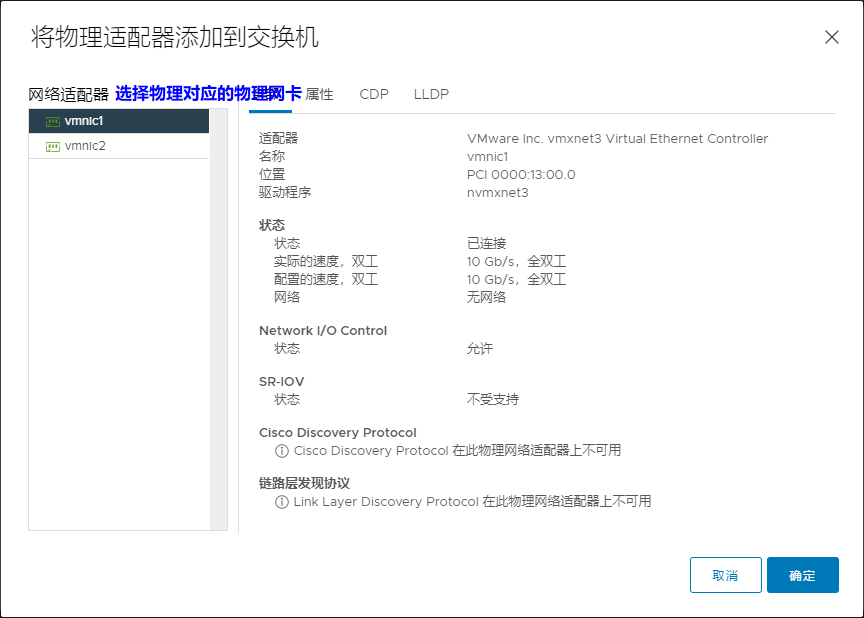 将物理适配器添加到交换机
网络适配器 选择物理对应的物理网卡 属性 CDP LLDP
vmnic1
vmnic2
适配器 VMware Inc. vmxnet3 Virtual Ethernet Controller
名称 vmnic1
位置 PCI 0000:13:00.0
驱动程序 nvmxnet3
状态
状态 已连接
实际的速度，双工 10 Gb/s，全双工
配置的速度，双工 10 Gb/s，全双工
网络 无网络
Network I/O Control
状态 允许
SR-IOV
状态 不受支持
Cisco Discovery Protocol
Cisco Discovery Protocol 在此物理网络适配器上不可用
链路层发现协议
Link Layer Discovery Protocol 在此物理网络适配器上不可用
取消 确定